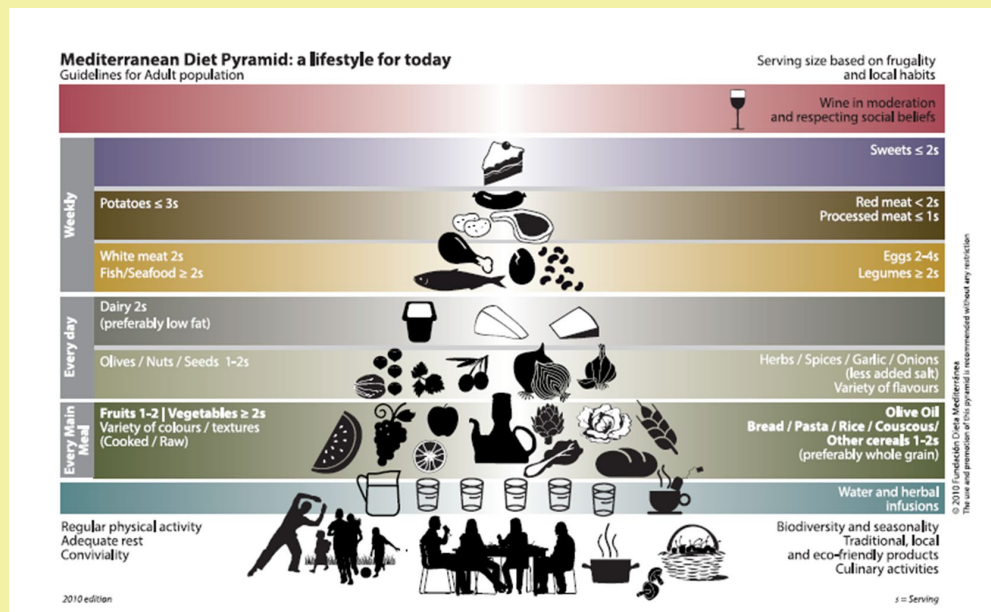 Mediterranean Diet Pyramid: a lifestyle for today
Guidelines for Adult population
Serving size based on frugality
and local habits
Wine in moderation
and respecting social beliefs
Weekly
Sweets ≤ 2s
Potatoes ≤ 3s
Red meat < 2s
Processed meat ≤ 1s
White meat 2s
Fish/Seafood ≥ 2s
Eggs 2-4s
Legumes ≥ 2s
Every day
Dairy 2s
(preferably low fat)
Olives / Nuts / Seeds 1-2s
Herbs / Spices / Garlic / Onions
(less added salt)
Variety of flavours
Every Main
Meal
Fruits 1-2 | Vegetables ≥ 2s
Variety of colours / textures
(Cooked / Raw)
Olive Oil
Bread / Pasta / Rice / Couscous/
Other cereals 1-2s
(preferably whole grain)
Water and herbal
infusions
Regular physical activity
Adequate rest
Conviviality
Biodiversity and seasonality
Traditional, local
and eco-friendly products
Culinary activities
2010 edition
s = Serving
© 2010 Fundación Dieta Mediterránea
The use and promotion of this pyramid is recommended without any restriction